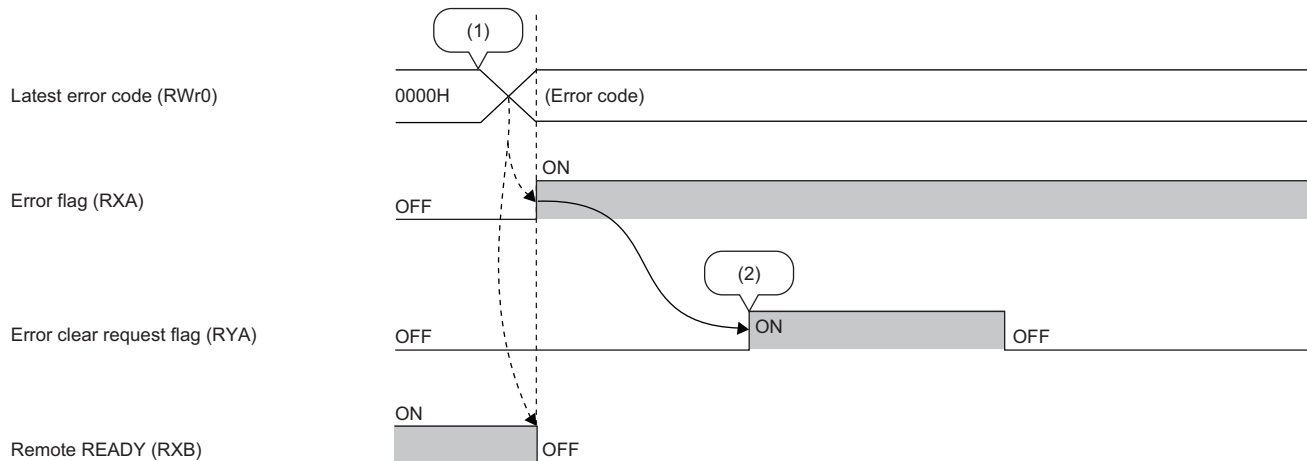 (1)
Latest error code (RWr0)
0000H
(Error code)
ON
Error flag (RXA)
OFF
(2)
ON
Error clear request flag (RYA)
OFF
OFF
ON
Remote READY (RXB)
OFF